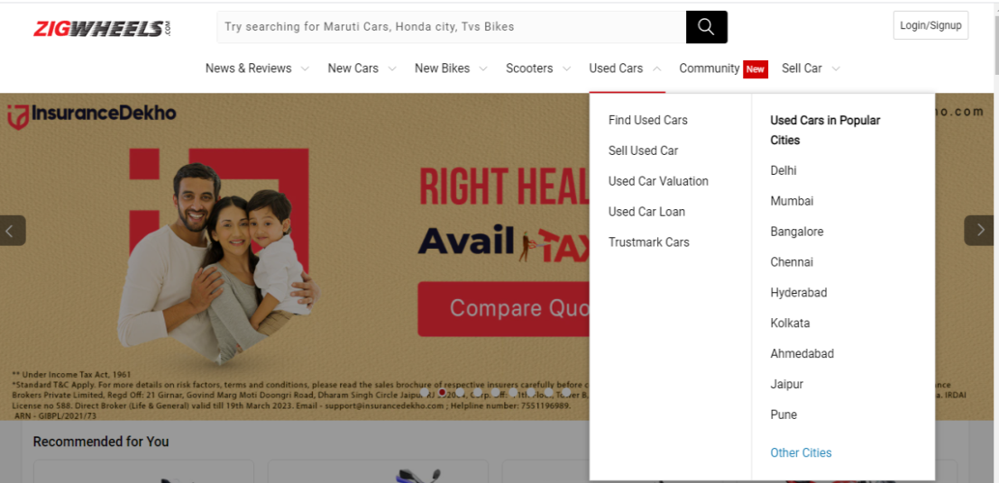 ZIGWHEELS.COM
Try searching for Maruti Cars, Honda city, Tvs Bikes
Login/Signup
News & Reviews
New Cars
New Bikes
Scooters
Used Cars
Community New
Sell Car
InsuranceDekho
ho.com
RIGHT HEAL
Avail TAX
Compare Quo
Find Used Cars
Sell Used Car
Used Car Valuation
Used Car Loan
Trustmark Cars
Used Cars in Popular
Cities
Delhi
Mumbai
Bangalore
Chennai
Hyderabad
Kolkata
Ahmedabad
Jaipur
Pune
Other Cities
** Under Income Tax Act, 1961
*Standard T&C Apply. For more details on risk factors, terms and conditions, please read the sales brochure of respective insurers carefully before
Brokers Private Limited, Regd Off: 21 Girnar, Govind Marg Moti Doongri Road, Dharam Singh Circle Jaipur
a. IRDAI
License no 588. Direct Broker (Life & General) valid till 19th March 2023. Email - support@insurancedekho.com ; Helpline number: 7551196989.
ARN - GIBPL/2021/73
Recommended for You